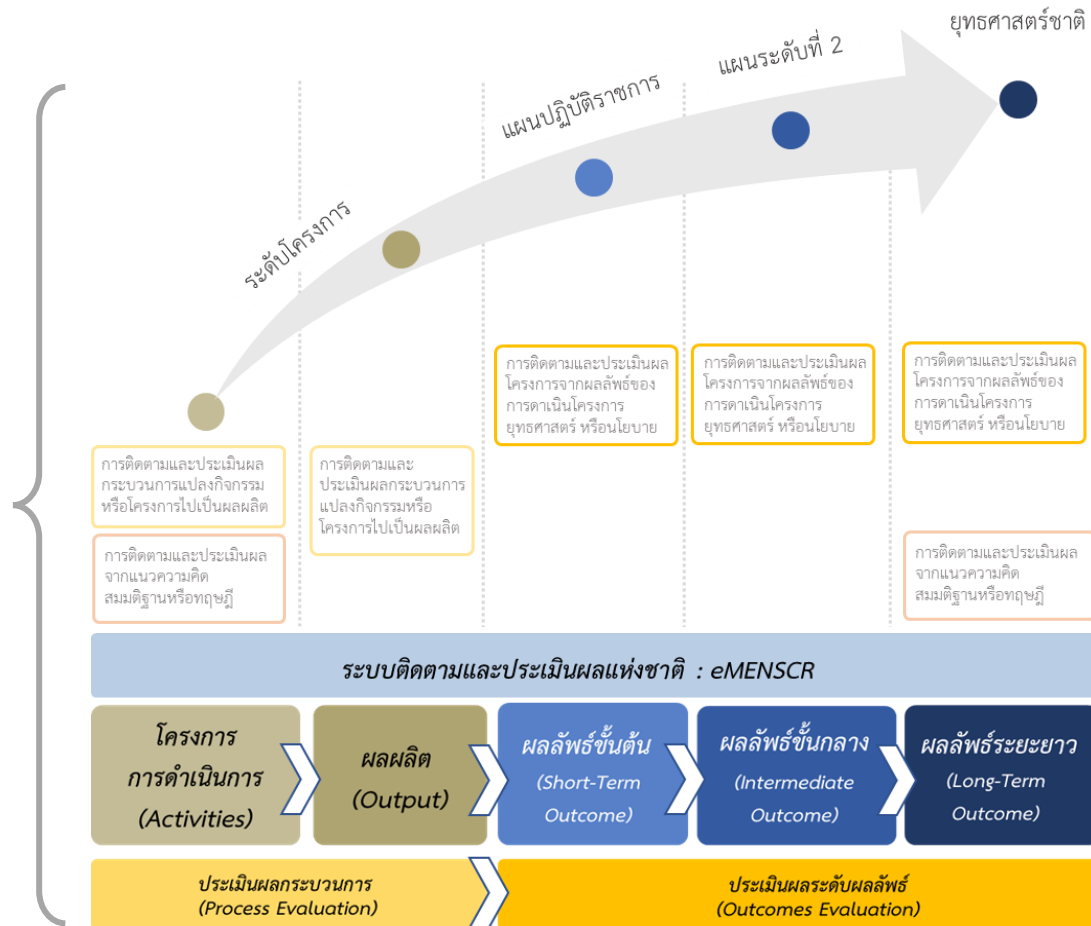 ยุทธศาสตร์ชาติ
แผนระดับที่ 2
แผนปฏิบัติราชการ
ระดับโครงการ
การติดตามและประเมินผล
กระบวนการแปลงกิจกรรม
หรือโครงการไปเป็นผลผลิต
การติดตามและประเมินผล
จากแนวความคิด
สมมติฐานหรือทฤษฎี
การติดตามและ
ประเมินผลกระบวนการ
แปลงกิจกรรมหรือ
โครงการไปเป็นผลผลิต
การติดตามและประเมินผล
โครงการจากผลลัพธ์ของ
การดาเนินโครงการ
ยุทธศาสตร์ หรือนโยบาย
การติดตามและประเมินผล
โครงการจากผลลัพธ์ของ
การดาเนินโครงการ
ยุทธศาสตร์ หรือนโยบาย
การติดตามและประเมินผล
โครงการจากผลลัพธ์ของ
การดาเนินโครงการ
ยุทธศาสตร์ หรือนโยบาย
การติดตามและประเมินผล
จากแนวความคิด
สมมติฐานหรือทฤษฎี
ระบบติดตามและประเมินผลแห่งชาติ : eMENSCR
โครงการ
การดำเนินการ
(Activities)
ผลผลิต
(Output)
ผลลัพธ์ขั้นต้น
(Short-Term
Outcome)
ผลลัพธ์ขั้นกลาง
(Intermediate
Outcome)
ผลลัพธ์ระยะยาว
(Long-Term
Outcome)
ประเมินผลกระบวนการ
(Process Evaluation)
ประเมินผลระดับผลลัพธ์
(Outcomes Evaluation)